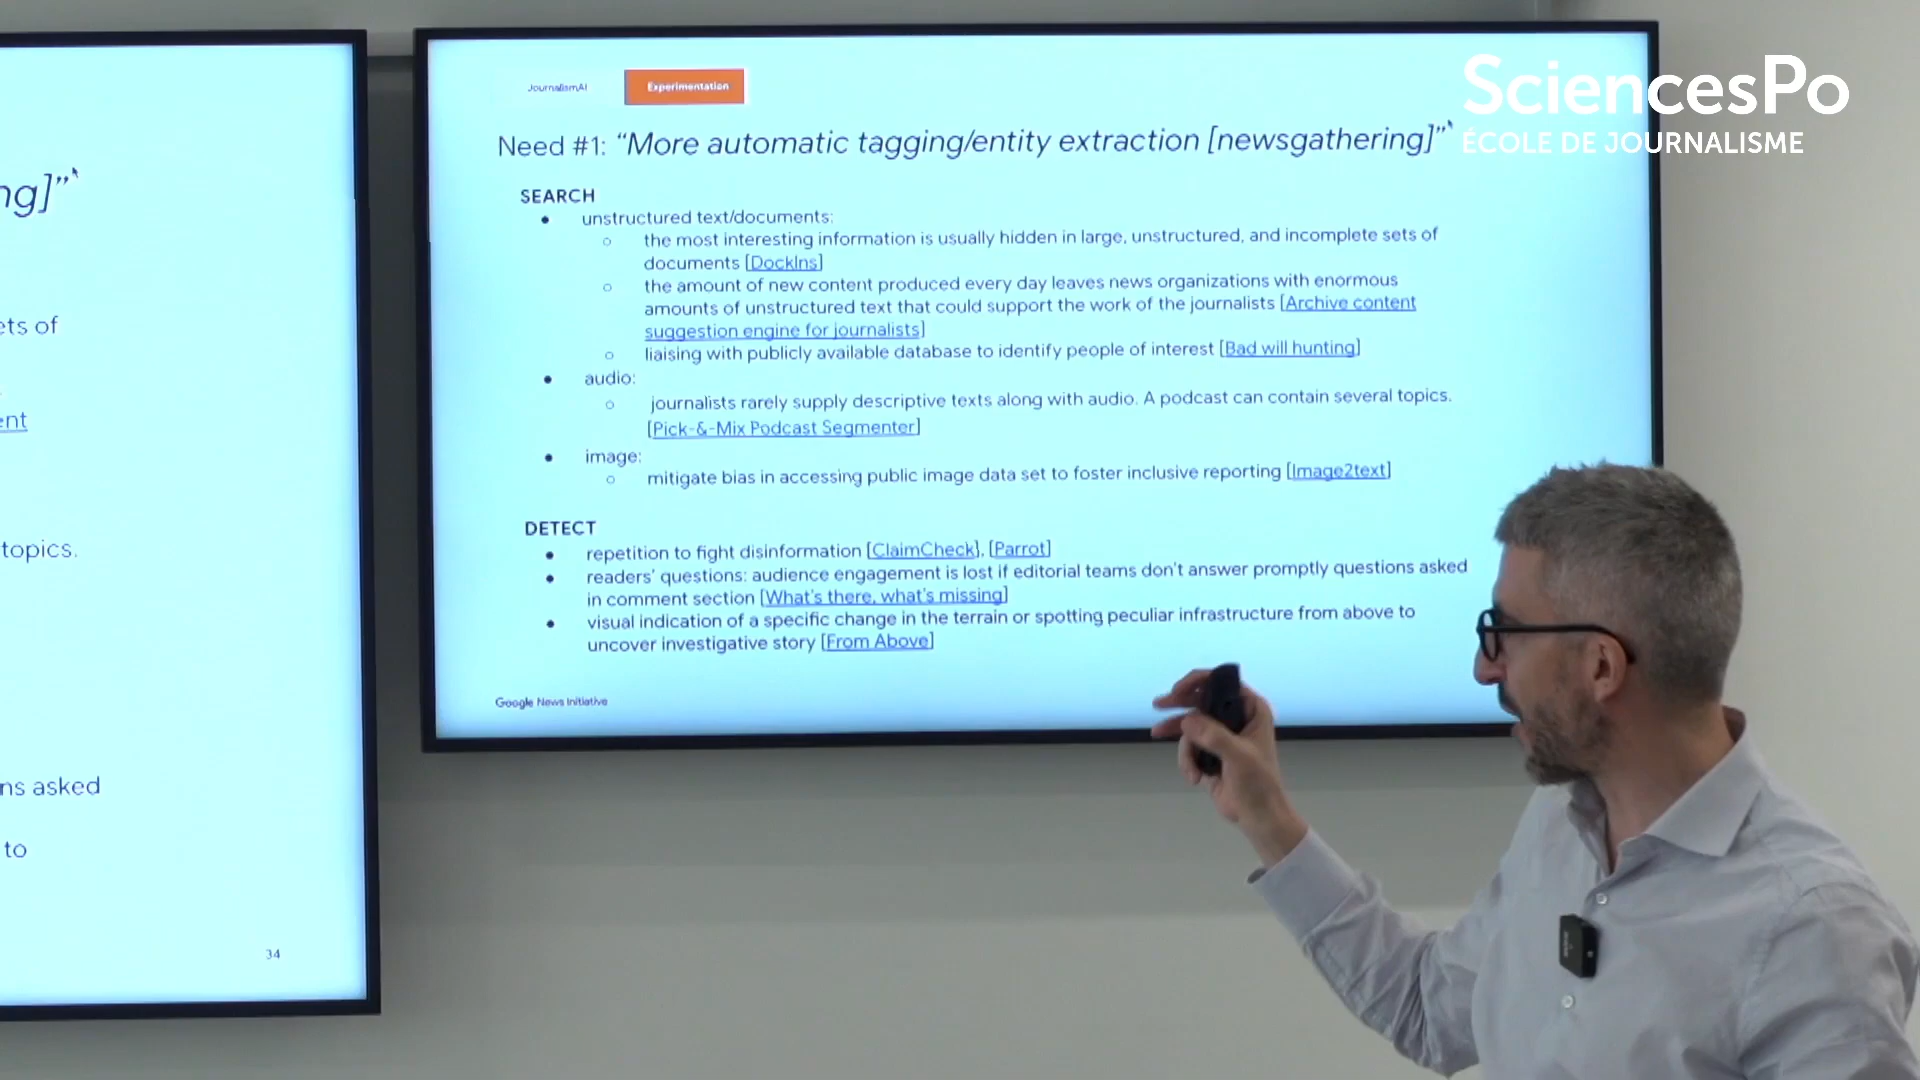 ng]”
ets of
ent
topics.
ns asked
to
34
JournalismAI
Experimentation
Need #1: “More automatic tagging/entity extraction [newsgathering]”
SEARCH
● unstructured text/documents:
○ the most interesting information is usually hidden in large, unstructured, and incomplete sets of
documents [DockIns]
○ the amount of new content produced every day leaves news organizations with enormous
amounts of unstructured text that could support the work of the journalists [Archive content
suggestion engine for journalists]
○ liaising with publicly available database to identify people of interest [Bad will hunting]
● audio:
○ journalists rarely supply descriptive texts along with audio. A podcast can contain several topics.
[Pick-&-Mix Podcast Segmenter]
● image:
○ mitigate bias in accessing public image data set to foster inclusive reporting [Image2text]
DETECT
● repetition to fight disinformation [ClaimCheck], [Parrot]
● readers’ questions: audience engagement is lost if editorial teams don’t answer promptly questions asked
in comment section [What’s there, what’s missing]
● visual indication of a specific change in the terrain or spotting peculiar infrastructure from above to
uncover investigative story [From Above]
Google News Initiative
SciencesPo
ÉCOLE DE JOURNALISME